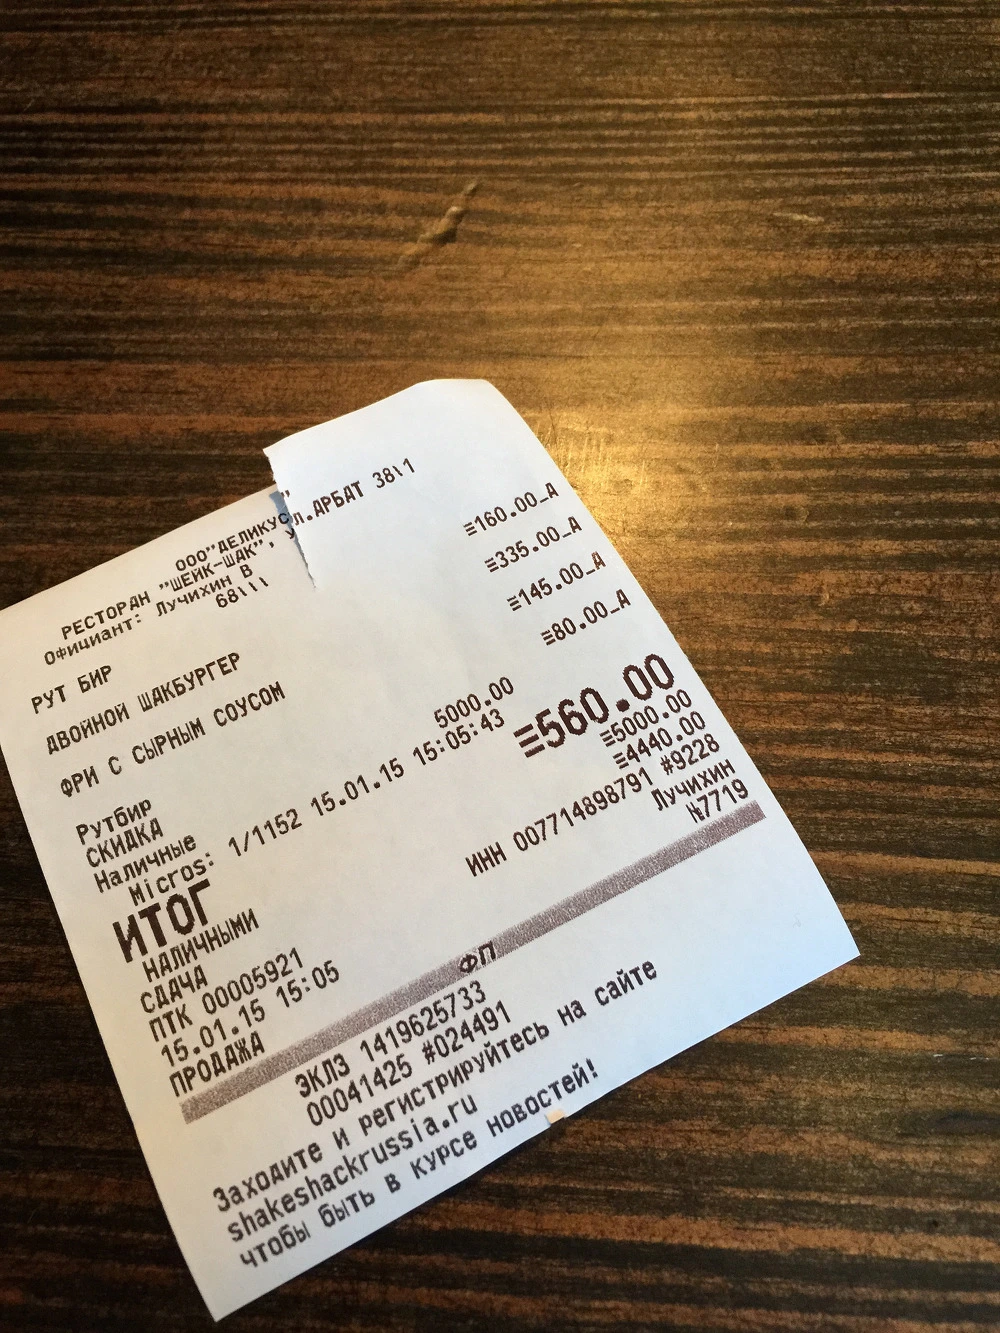 ООО"ДЕЛИКУС"
РЕСТОРАН "ШЕЙК-ШАК", УЛ.АРБАТ 38\1
Официант: Лучихин В
68\\\
РУТ БИР ≡160.00_А
ДВОЙНОЙ ШАКБУРГЕР ≡335.00_А
ФРИ С СЫРНЫМ СОУСОМ ≡145.00_А
Рутбир
СКИДКА ≡80.00_А
Наличные 5000.00
Micros: 1/1152 15.01.15 15:05:43
ИТОГ ≡560.00
НАЛИЧНЫМИ ≡5000.00
СДАЧА ≡4440.00
ПТК 00005921 ИНН 007714898791 #9228
15.01.15 15:05 Лучихин
ПРОДАЖА №7719
ФП
ЭКЛЗ 1419625733
00041425 #024491
Заходите и регистрируйтесь на сайте
shakeshackrussia.ru
чтобы быть в курсе новостей!